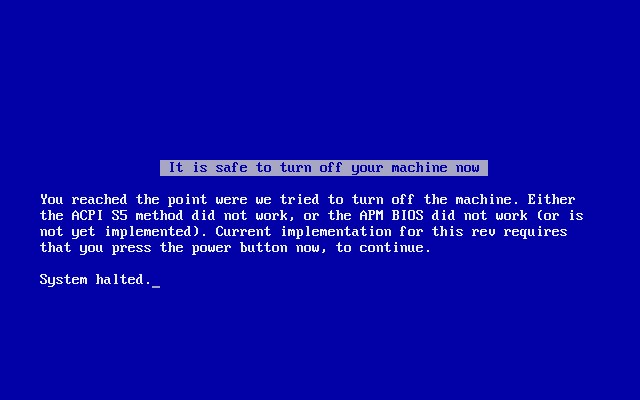 It is safe to turn off your machine now
You reached the point were we tried to turn off the machine. Either
the ACPI S5 method did not work, or the APM BIOS did not work (or is
not yet implemented). Current implementation for this rev requires
that you press the power button now, to continue.
System halted._